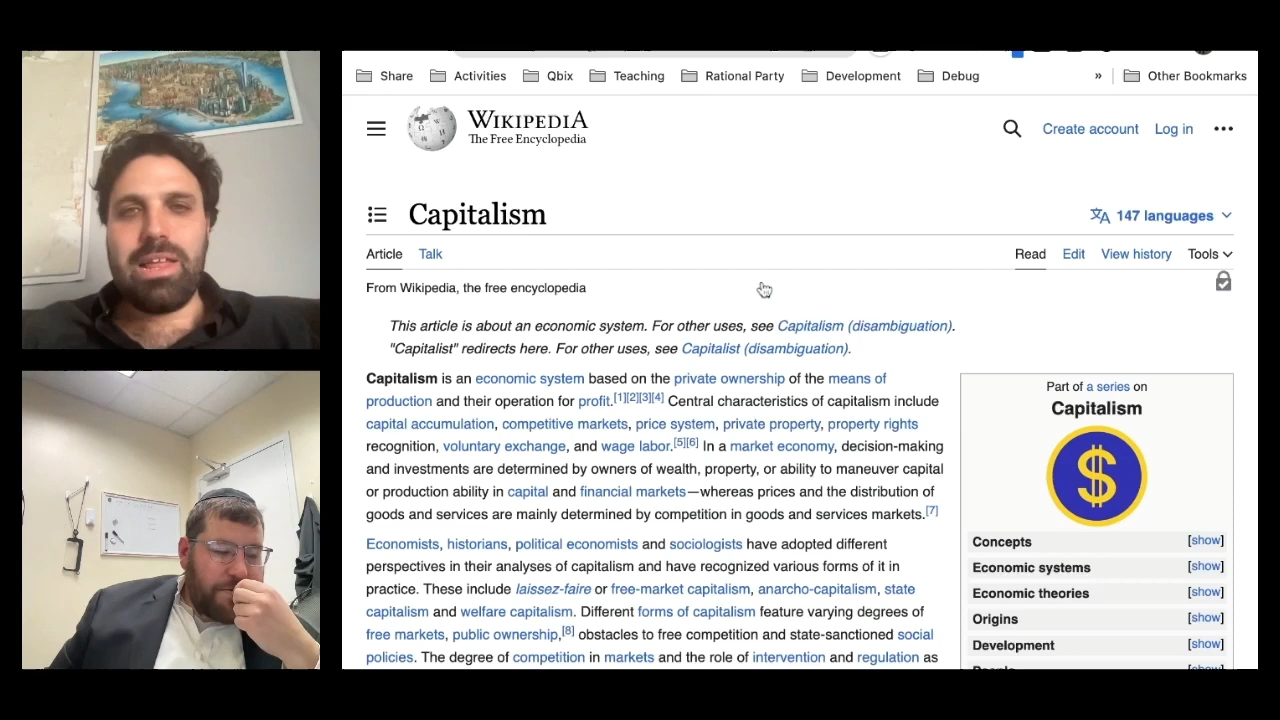 Share Activities Qbix Teaching Rational Party Development Debug » Other Bookmarks
WIKIPEDIA
The Free Encyclopedia
Create account Log in •••
Capitalism
147 languages
Article Talk
Read Edit View history Tools
From Wikipedia, the free encyclopedia
This article is about an economic system. For other uses, see Capitalism (disambiguation).
"Capitalist" redirects here. For other uses, see Capitalist (disambiguation).
Capitalism is an economic system based on the private ownership of the means of
production and their operation for profit.[1][2][3][4] Central characteristics of capitalism include
capital accumulation, competitive markets, price system, private property, property rights
recognition, voluntary exchange, and wage labor.[5][6] In a market economy, decision-making
and investments are determined by owners of wealth, property, or ability to maneuver capital
or production ability in capital and financial markets—whereas prices and the distribution of
goods and services are mainly determined by competition in goods and services markets.[7]
Economists, historians, political economists and sociologists have adopted different
perspectives in their analyses of capitalism and have recognized various forms of it in
practice. These include laissez-faire or free-market capitalism, anarcho-capitalism, state
capitalism and welfare capitalism. Different forms of capitalism feature varying degrees of
free markets, public ownership,[8] obstacles to free competition and state-sanctioned social
policies. The degree of competition in markets and the role of intervention and regulation as
Part of a series on
Capitalism
$
Concepts [show]
Economic systems [show]
Economic theories [show]
Origins [show]
Development [show]